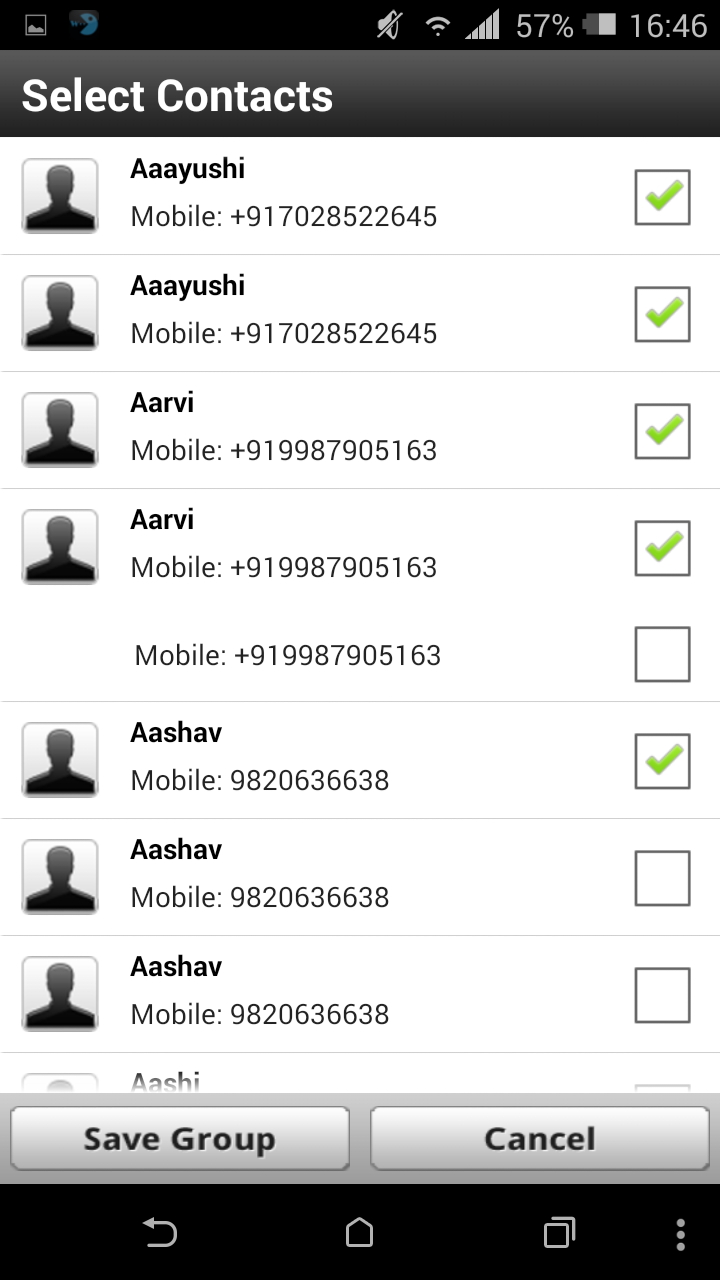 57% 16:46
Select Contacts
Aaayushi
Mobile: +917028522645
Aaayushi
Mobile: +917028522645
Aarvi
Mobile: +919987905163
Aarvi
Mobile: +919987905163
Mobile: +919987905163
Aashav
Mobile: 9820636638
Aashav
Mobile: 9820636638
Aashav
Mobile: 9820636638
Aashi
Save Group Cancel